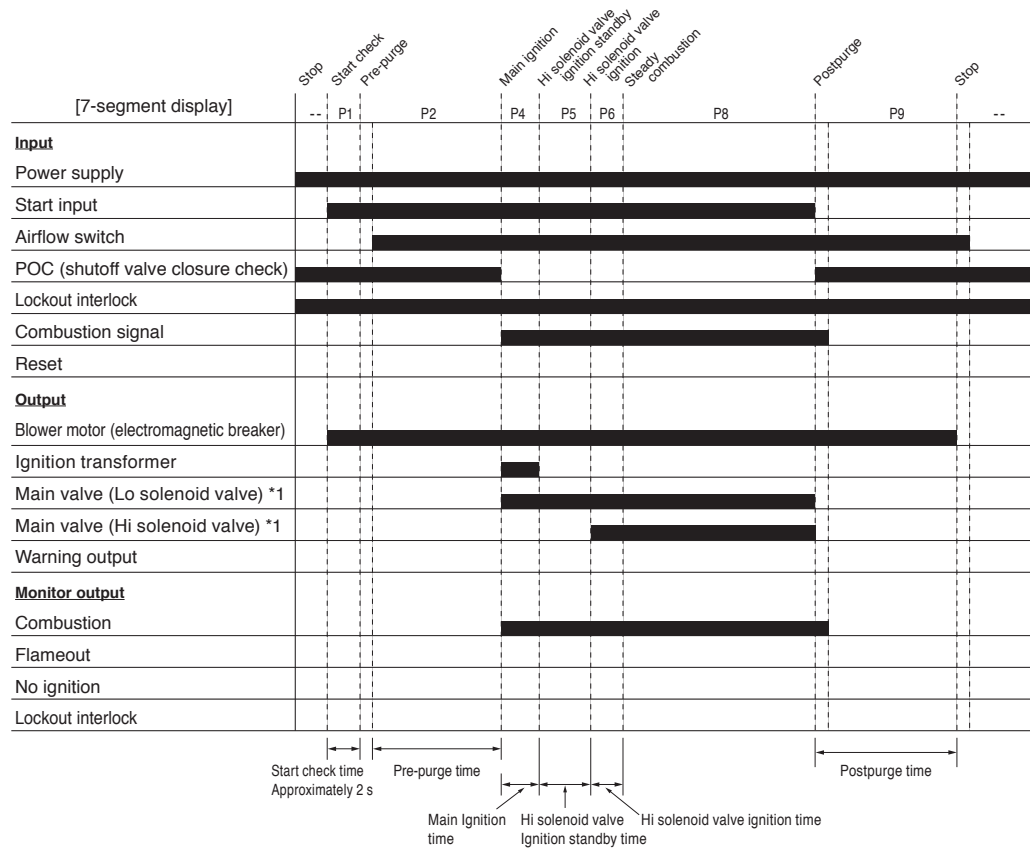 Stop
Start check
Pre-purge
Main ignition
Hi solenoid valve
ignition standby
Hi solenoid valve
ignition
Steady
combustion
Postpurge
Stop
[7-segment display]
-- P1 P2 P4 P5 P6 P8 P9 --
Input
Power supply
Start input
Airflow switch
POC (shutoff valve closure check)
Lockout interlock
Combustion signal
Reset
Output
Blower motor (electromagnetic breaker)
Ignition transformer
Main valve (Lo solenoid valve) *1
Main valve (Hi solenoid valve) *1
Warning output
Monitor output
Combustion
Flameout
No ignition
Lockout interlock
Start check time
Approximately 2 s
Pre-purge time
Postpurge time
Main Ignition
time
Hi solenoid valve
Ignition standby time
Hi solenoid valve ignition time